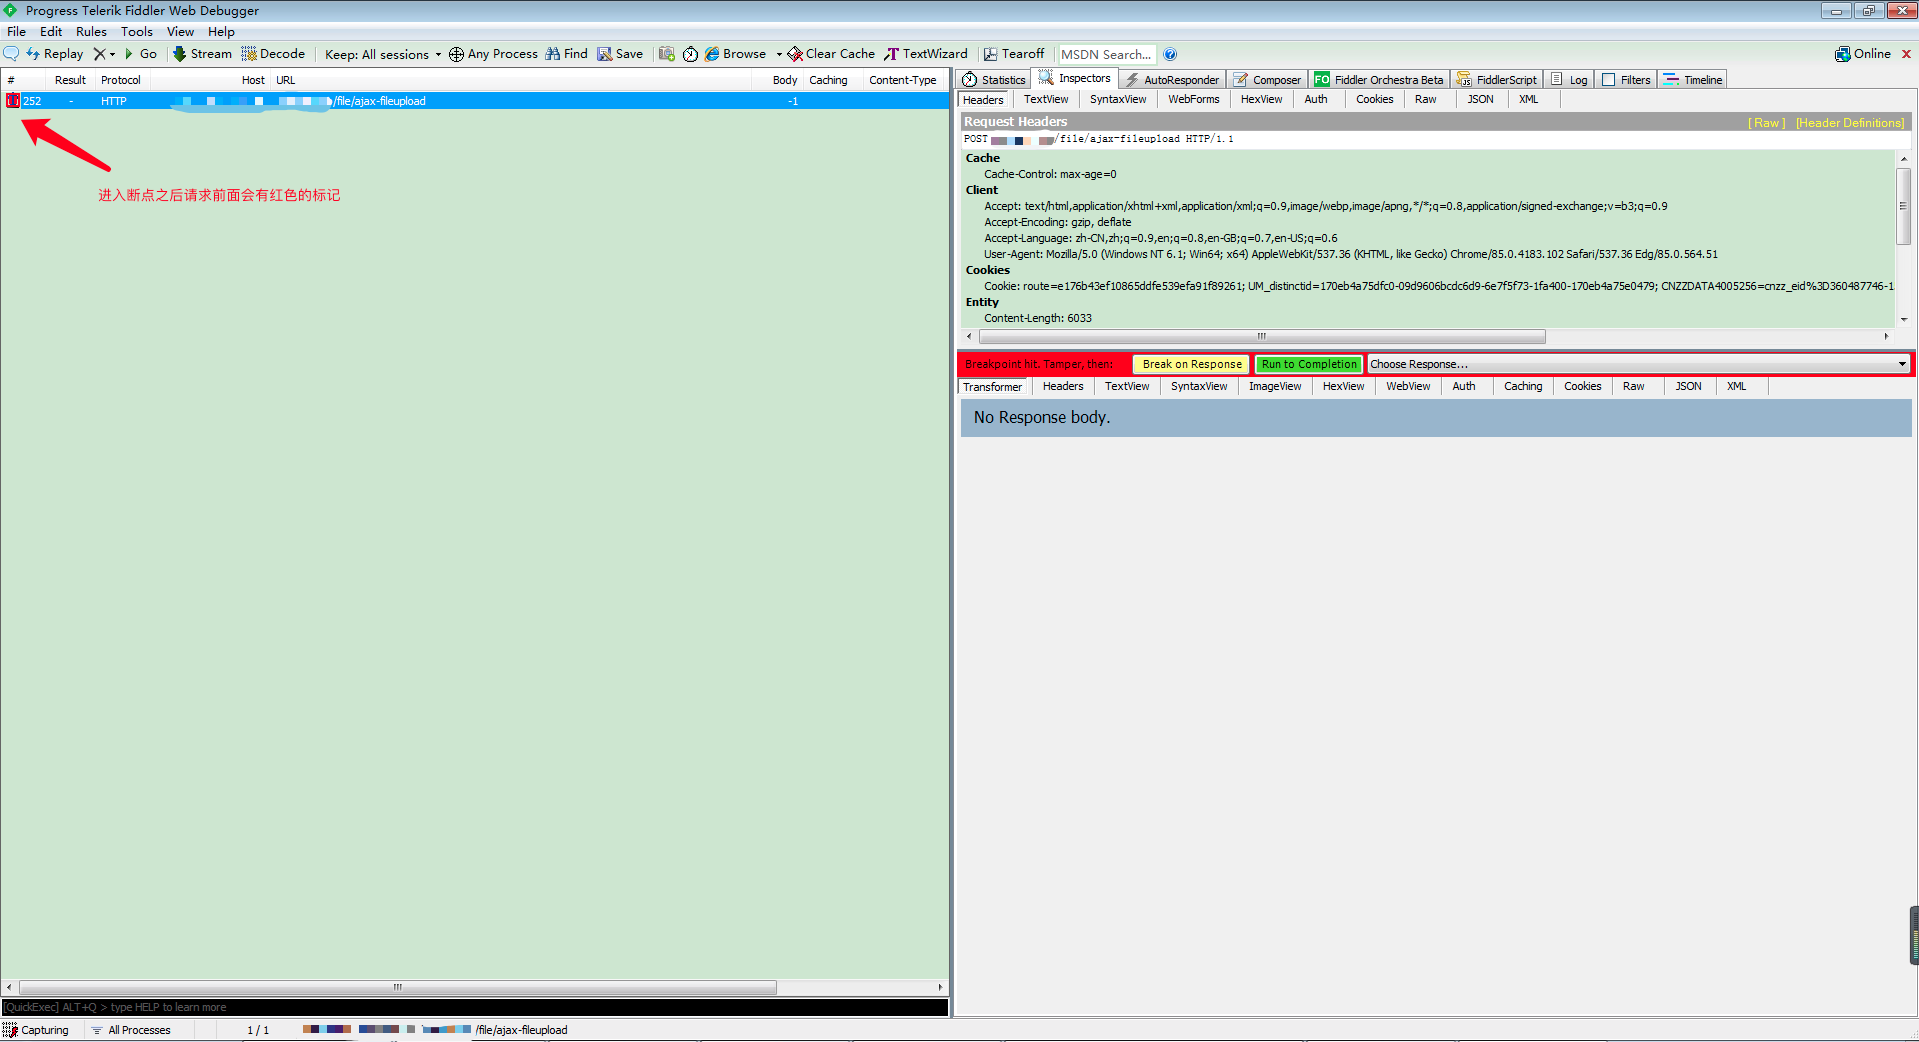 Progress Telerik Fiddler Web Debugger
File Edit Rules Tools View Help
Replay Go Stream Decode Keep: All sessions Any Process Find Save Browse Clear Cache TextWizard Tearoff MSDN Search... Online
# Result Protocol Host URL Body Caching Content-Type
252 - HTTP /file/ajax-fileupload -1
进入断点之后请求前面会有红色的标记
Statistics Inspectors AutoResponder Composer FO Fiddler Orchestra Beta FiddlerScript Log Filters Timeline
Headers TextView SyntaxView WebForms HexView Auth Cookies Raw JSON XML
Request Headers [ Raw ] [Header Definitions]
POST /file/ajax-fileupload HTTP/1.1
Cache
Cache-Control: max-age=0
Client
Accept: text/html,application/xhtml+xml,application/xml;q=0.9,image/webp,image/apng,*/*;q=0.8,application/signed-exchange;v=b3;q=0.9
Accept-Encoding: gzip, deflate
Accept-Language: zh-CN,zh;q=0.9,en;q=0.8,en-GB;q=0.7,en-US;q=0.6
User-Agent: Mozilla/5.0 (Windows NT 6.1; Win64; x64) AppleWebKit/537.36 (KHTML, like Gecko) Chrome/85.0.4183.102 Safari/537.36 Edg/85.0.564.51
Cookies
Cookie: route=e176b43ef10865ddfe539efa91f89261; UM_distinctid=170eb4a75dfc0-09d9606bcdc6d9-6e7f5f73-1fa400-170eb4a75e0479; CNZZDATA4005256=cnzz_eid%3D360487746-1
Entity
Content-Length: 6033
Breakpoint hit. Tamper, then: Break on Response Run to Completion Choose Response...
Transformer Headers TextView SyntaxView ImageView HexView WebView Auth Caching Cookies Raw JSON XML
No Response body.
[QuickExec] ALT+Q > type HELP to learn more
Capturing All Processes 1 / 1 /file/ajax-fileupload